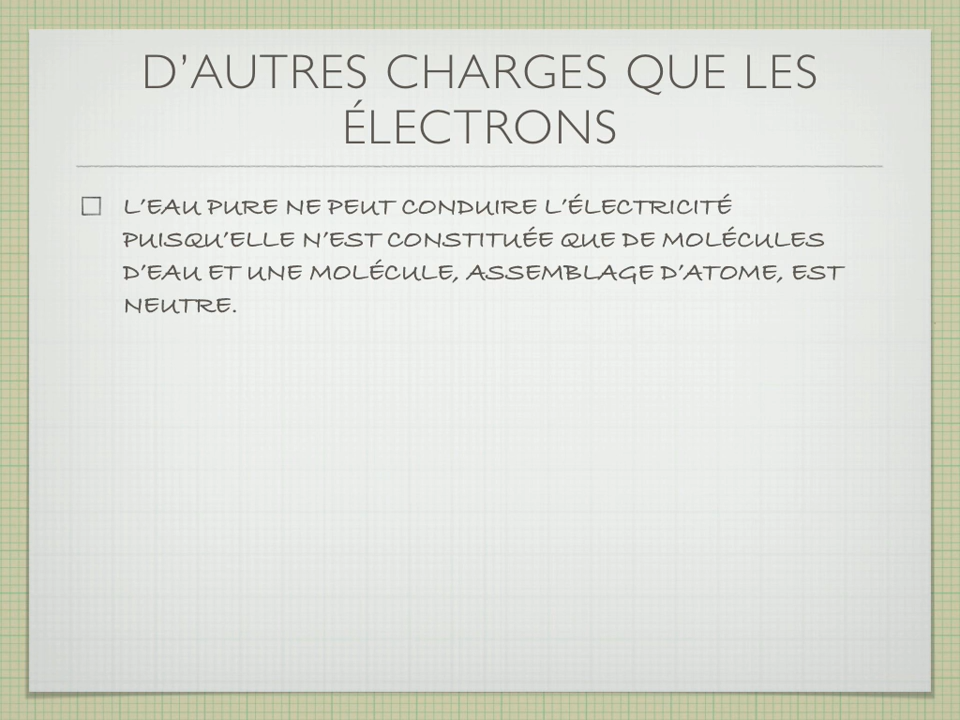 D’AUTRES CHARGES QUE LES
ÉLECTRONS
L’EAU PURE NE PEUT CONDUIRE L’ÉLECTRICITÉ
PUISQU’ELLE N’EST CONSTITUÉE QUE DE MOLÉCULES
D’EAU ET UNE MOLÉCULE, ASSEMBLAGE D’ATOME, EST
NEUTRE.